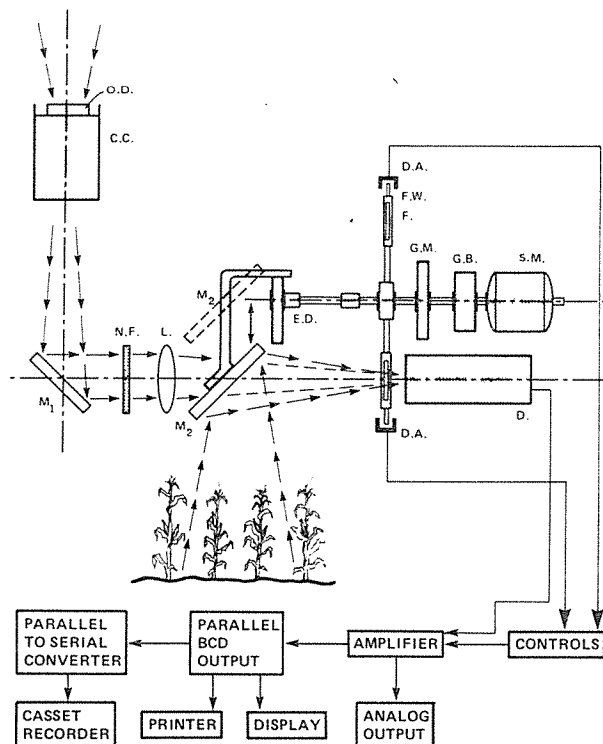 O.D.
C.C.
D.A.
F.W.
F.
G.M.
G.B.
S.M.
M2
E.D.
N.F.
L.
M1
M2
D.
D.A.
PARALLEL
TO SERIAL
CONVERTER
PARALLEL
BCD
OUTPUT
AMPLIFIER
CONTROLS
CASSET
RECORDER
PRINTER
DISPLAY
ANALOG
OUTPUT